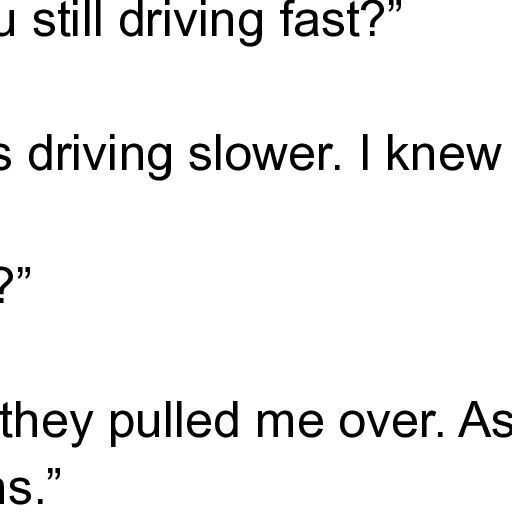 u still driving fast?”
s driving slower. I knew
?”
they pulled me over. As
ns.”